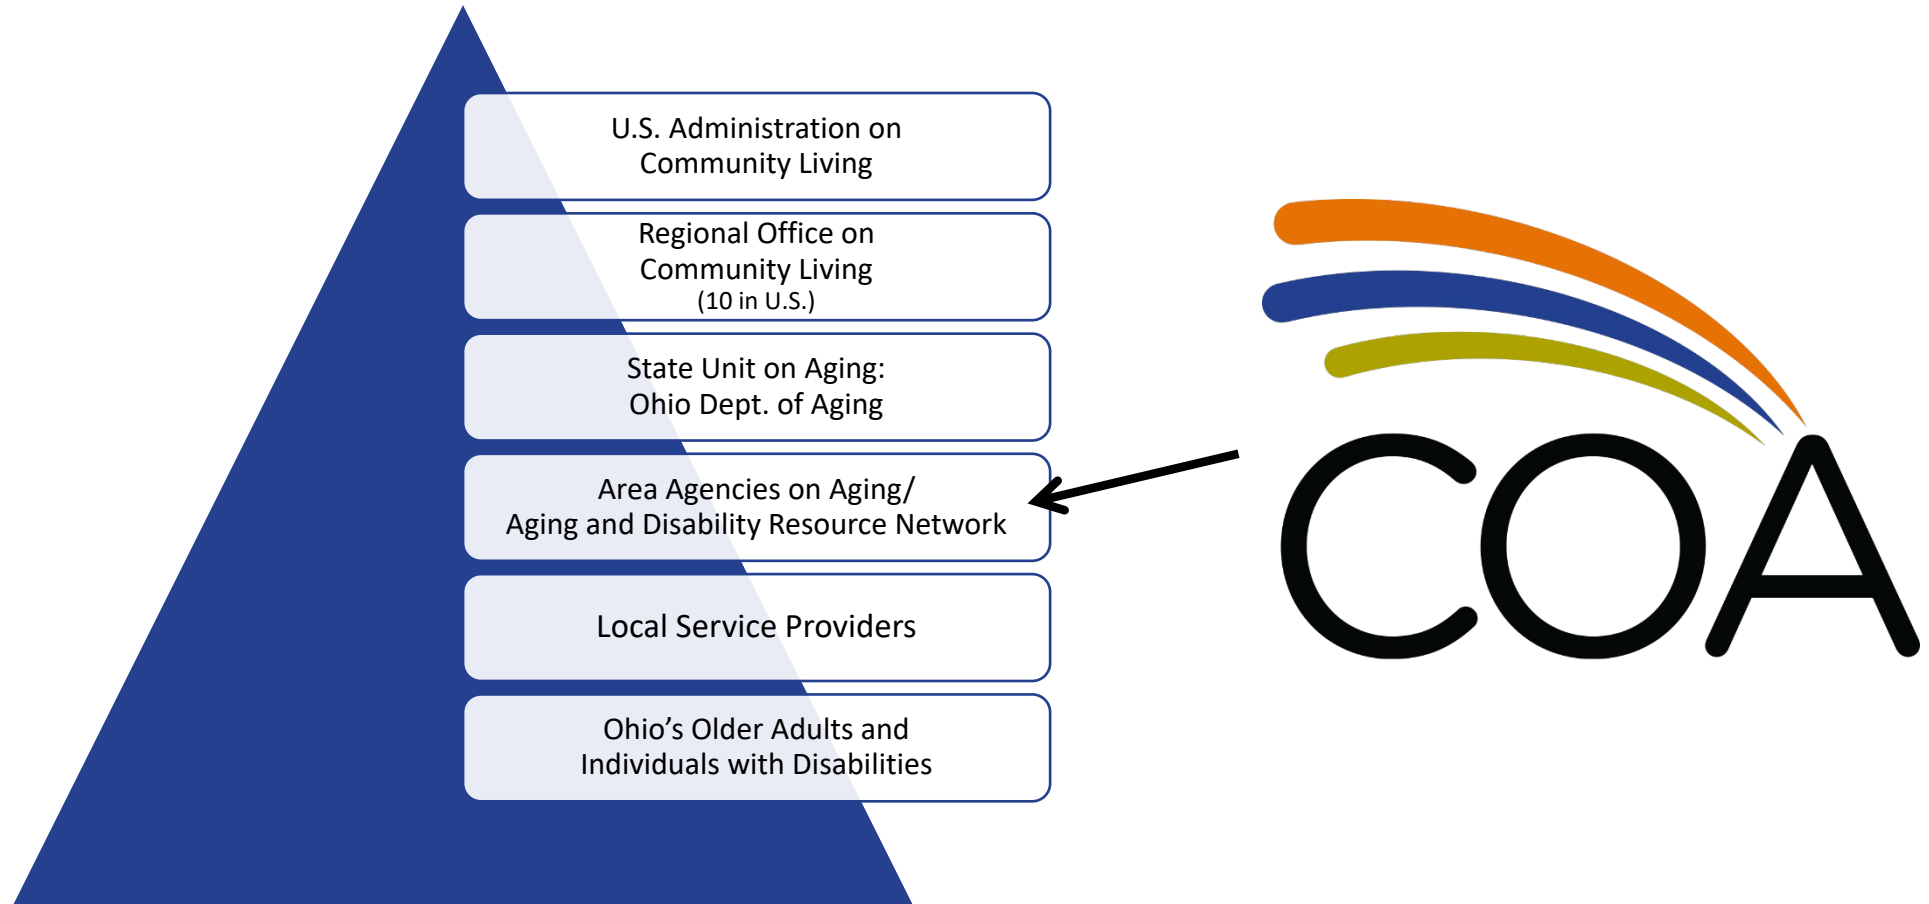 U.S. Administration on
Community Living
Regional Office on
Community Living
(10 in U.S.)
State Unit on Aging:
Ohio Dept. of Aging
Area Agencies on Aging/
Aging and Disability Resource Network
Local Service Providers
Ohio’s Older Adults and
Individuals with Disabilities
COA